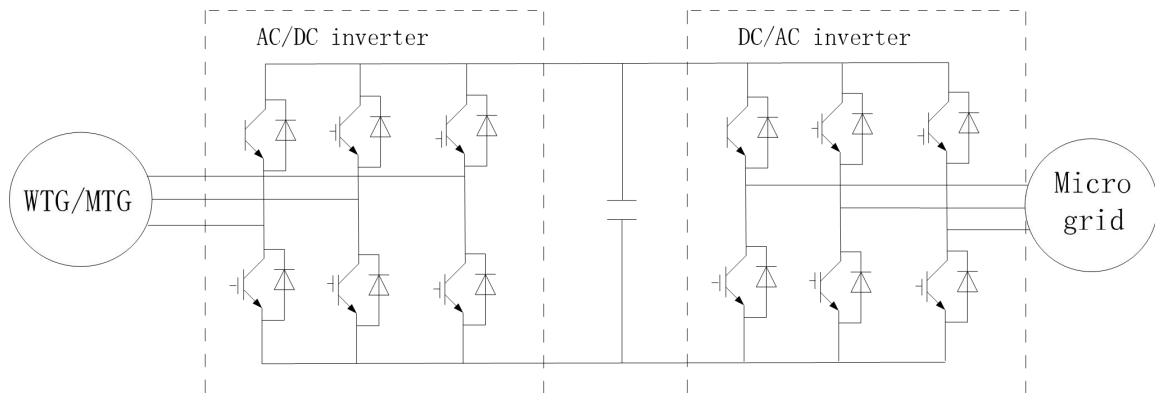 AC/DC inverter
DC/AC inverter
WTG/MTG
Micro
grid